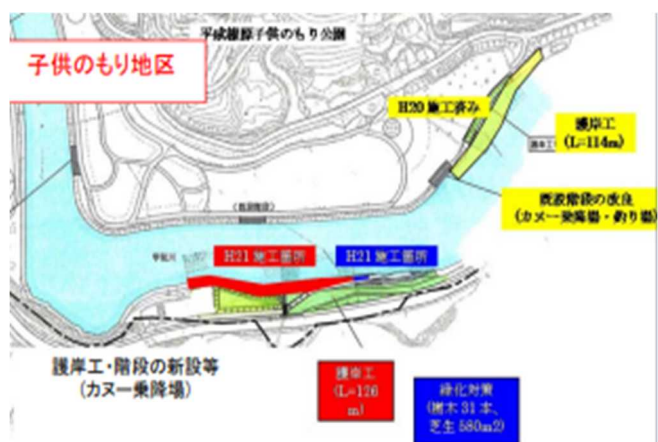 子供のもり地区
平成榛原子供のもり公園
H20 施工済み
護岸工
(L=114m)
既設階段の改良
(カヌー乗降場・釣り場)
H21 施工箇所
H21 施工箇所
護岸工・階段の新設等
(カヌー乗降場)
護岸工
(L=126
m)
緑化対策
(樹木 31 本、
芝生 580m2)